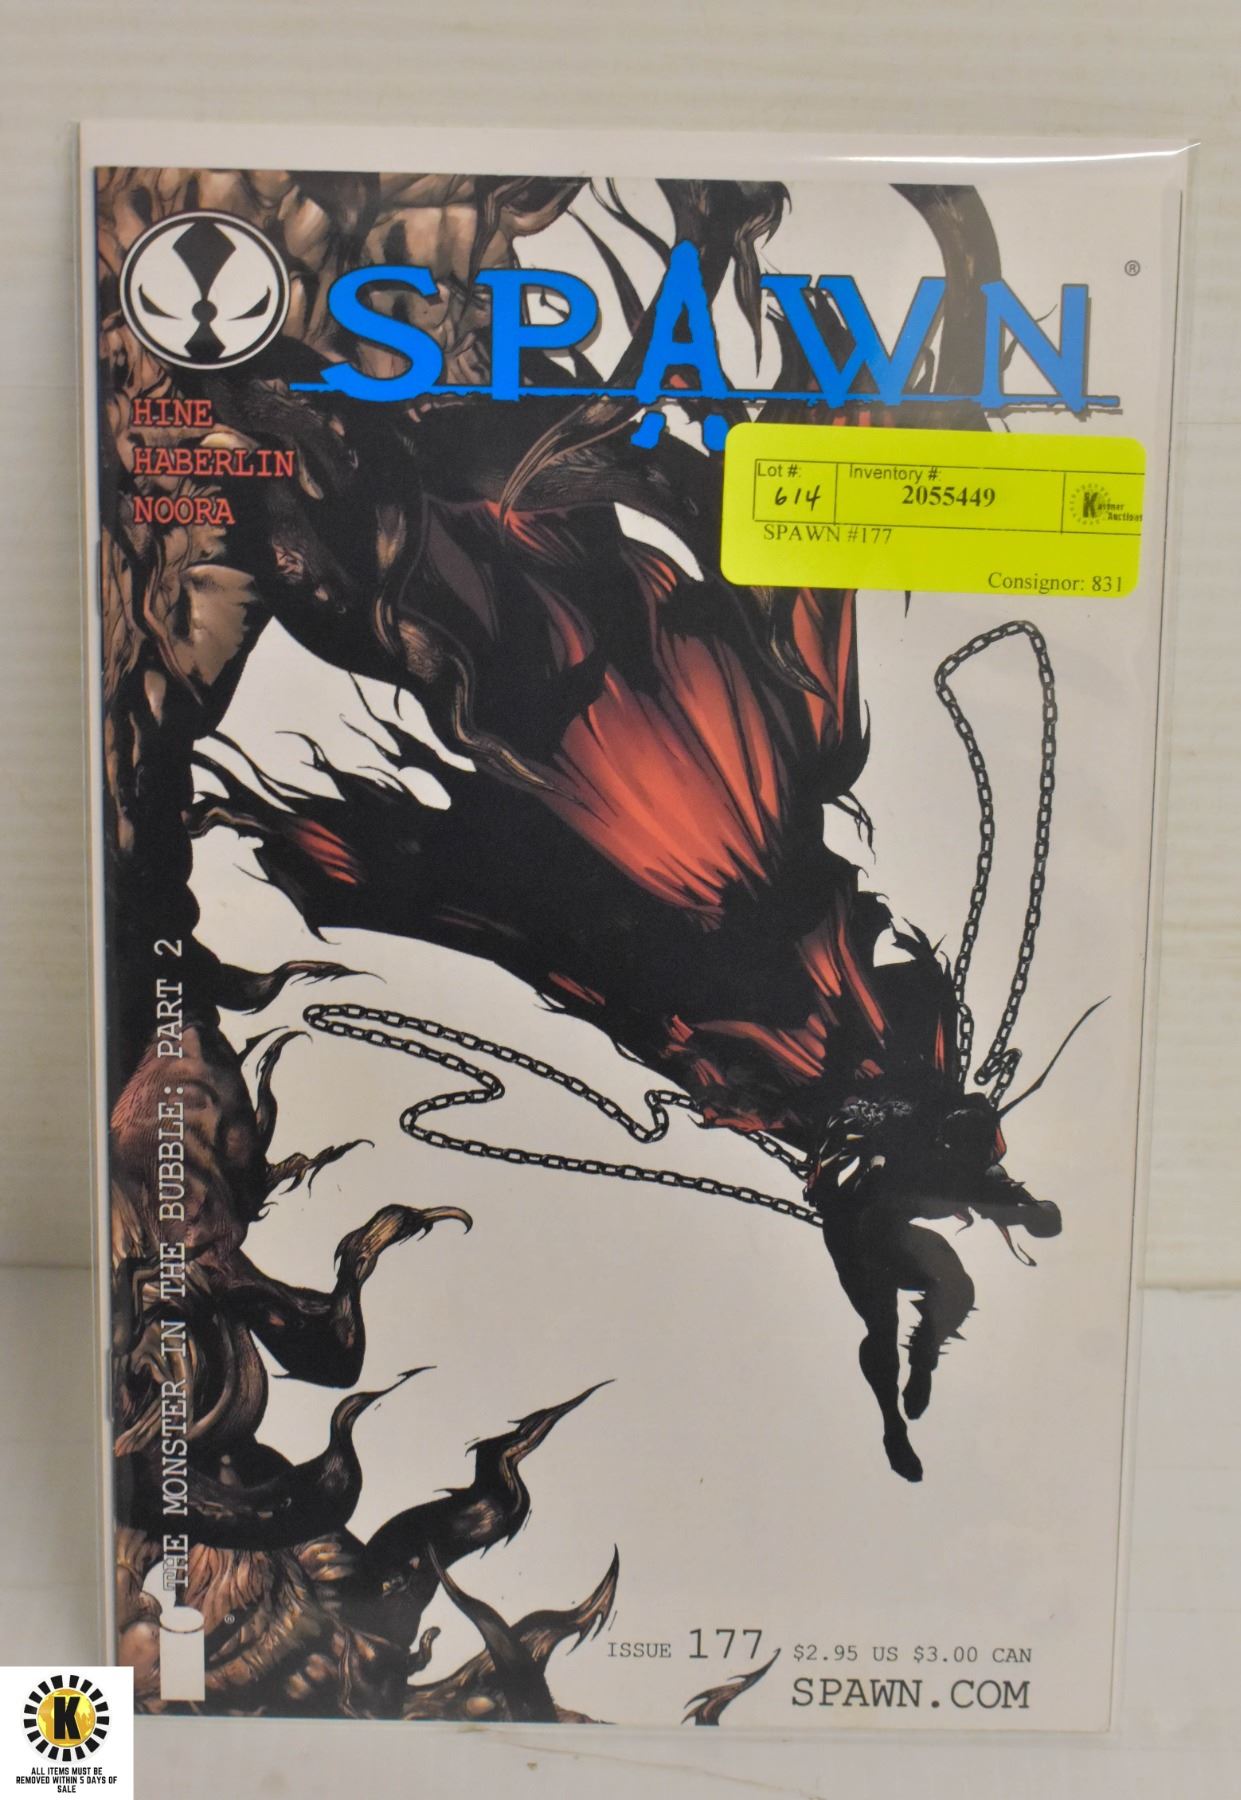 SPAWN
®
HINE
HABERLIN
NOORA
Lot #:
614
Inventory #:
2055449
Kastner
Auctions
SPAWN #177
Consignor: 831
THE MONSTER IN THE BUBBLE: PART 2
®
ISSUE 177 $2.95 US $3.00 CAN
SPAWN.COM
K
ALL ITEMS MUST BE
REMOVED WITHIN 5 DAYS OF
SALE